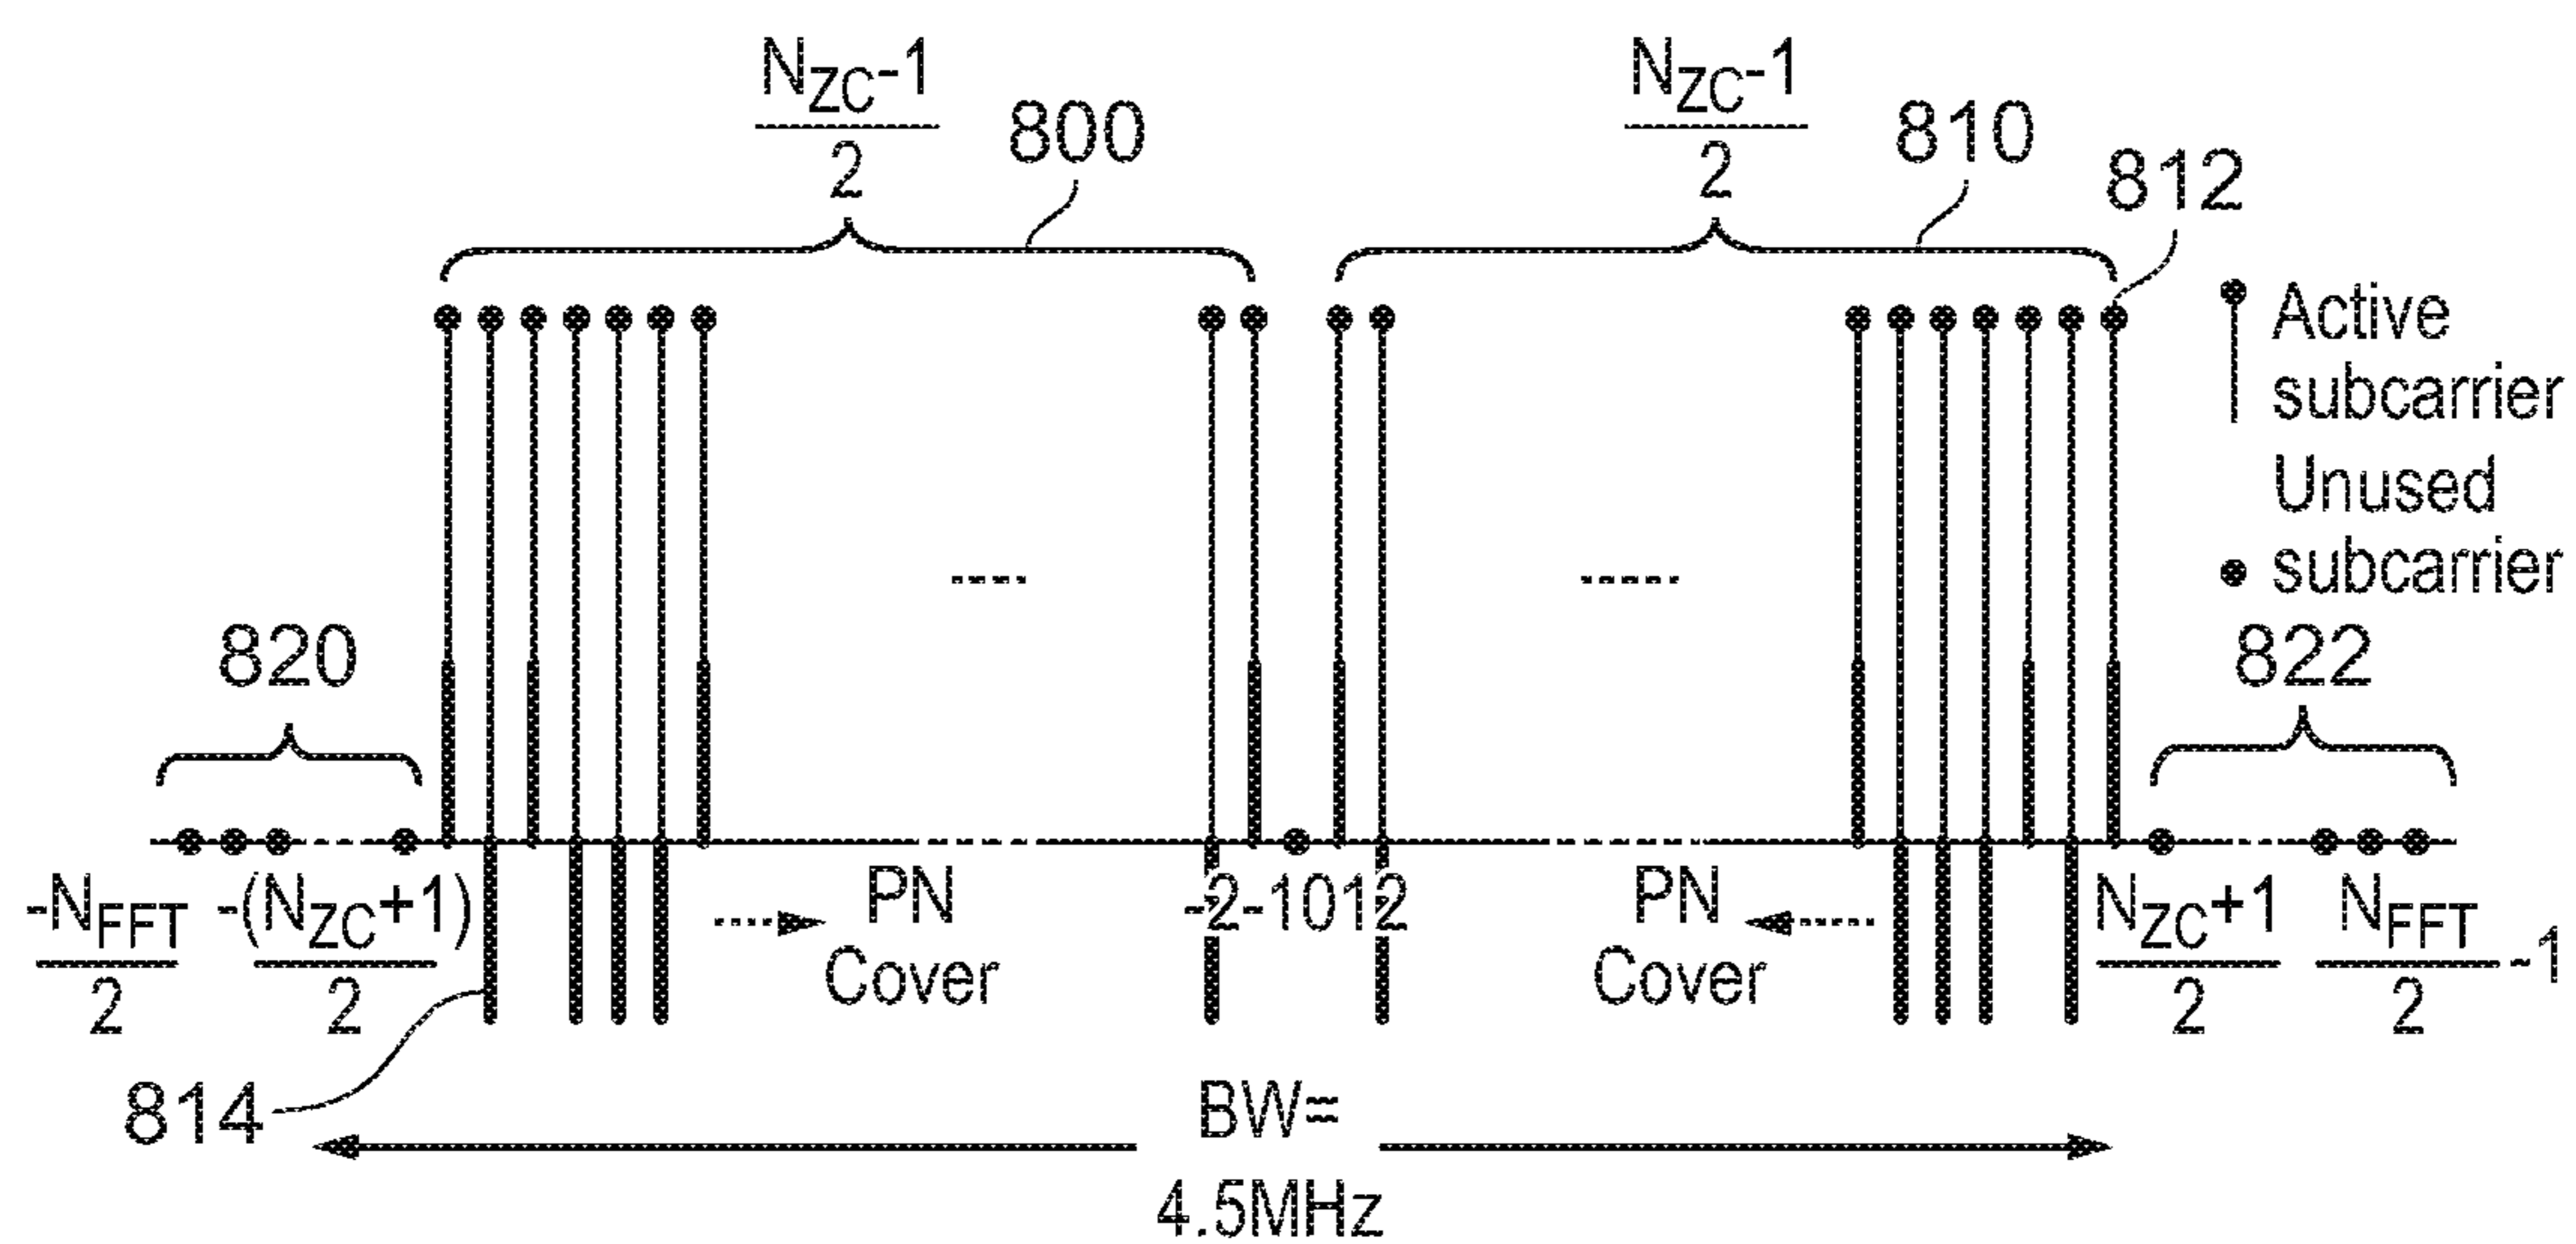 N_ZC-1
2
800
N_ZC-1
2
810
812
Active
subcarrier
Unused
subcarrier
820
822
-N_FFT
2
-(N_ZC+1)
2
PN
Cover
-2-1012
PN
Cover
N_ZC+1
2
N_FFT
2
-1
814
BW=
4.5MHz